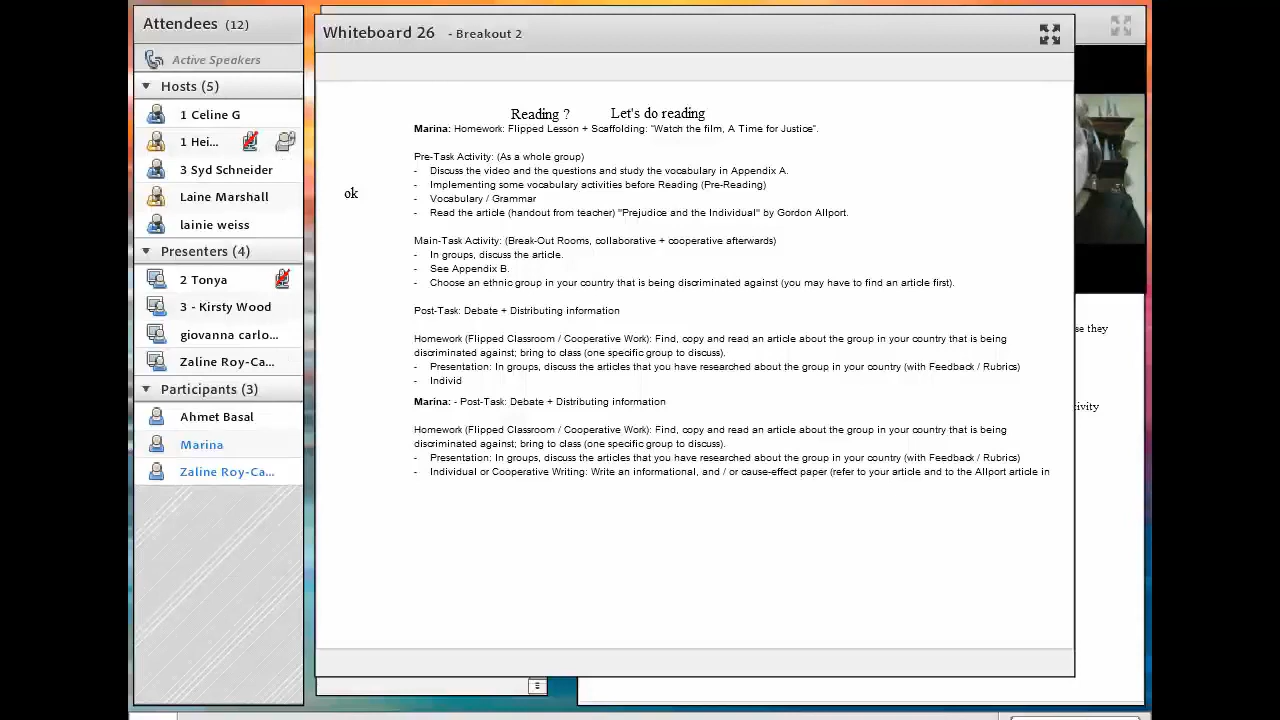 Attendees (12)
Active Speakers
Hosts (5)
1 Celine G
1 Hei...
3 Syd Schneider
Laine Marshall
lainie weiss
Presenters (4)
2 Tonya
3 - Kirsty Wood
giovanna carlo...
Zaline Roy-Ca...
Participants (3)
Ahmet Basal
Marina
Zaline Roy-Ca...
Whiteboard 26 - Breakout 2
Reading ? Let's do reading
Marina: Homework: Flipped Lesson + Scaffolding: "Watch the film, A Time for Justice".
Pre-Task Activity: (As a whole group)
- Discuss the video and the questions and study the vocabulary in Appendix A.
- Implementing some vocabulary activities before Reading (Pre-Reading)
ok
- Vocabulary / Grammar
- Read the article (handout from teacher) "Prejudice and the Individual" by Gordon Allport.
Main-Task Activity: (Break-Out Rooms, collaborative + cooperative afterwards)
- In groups, discuss the article.
- See Appendix B.
- Choose an ethnic group in your country that is being discriminated against (you may have to find an article first).
Post-Task: Debate + Distributing information
Homework (Flipped Classroom / Cooperative Work): Find, copy and read an article about the group in your country that is being
discriminated against; bring to class (one specific group to discuss).
- Presentation: In groups, discuss the articles that you have researched about the group in your country (with Feedback / Rubrics)
- Individ
Marina: - Post-Task: Debate + Distributing information
Homework (Flipped Classroom / Cooperative Work): Find, copy and read an article about the group in your country that is being
discriminated against; bring to class (one specific group to discuss).
- Presentation: In groups, discuss the articles that you have researched about the group in your country (with Feedback / Rubrics)
- Individual or Cooperative Writing: Write an informational, and / or cause-effect paper (refer to your article and to the Allport article in
se they
ivity